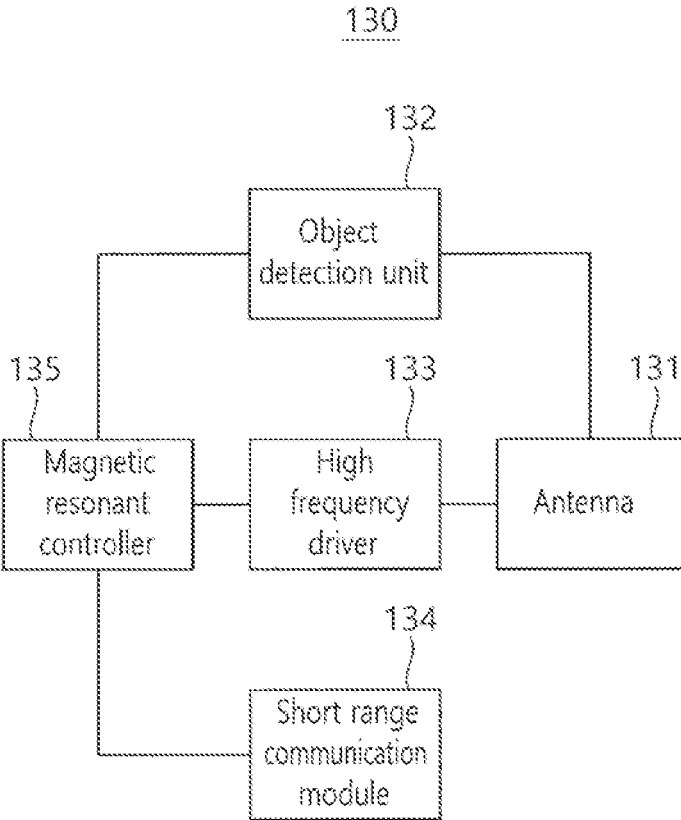 130
132
Object
detection unit
135
133
131
Magnetic
resonant
controller
High
frequency
driver
Antenna
134
Short range
communication
module